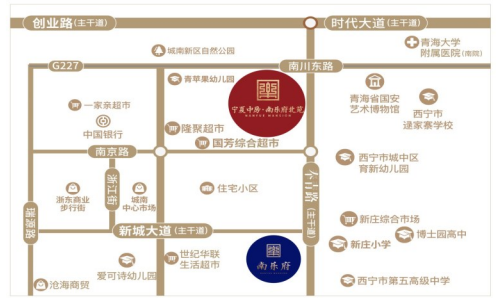 创业路(主干道)
时代大道(主干道)
青海大学
附属医院(南院)
城南新区自然公园
G227
南川东路
青苹果幼儿园
宁夏中房·南乐府北苑
青海省国安
艺术博物馆
西宁市
逯家寨学校
一家亲超市
中国银行
隆聚超市
国芳综合超市
南京路
西宁市城中区
育新幼儿园
浙江街
浙东商业
步行街
城南
中心市场
住宅小区
(主干道)
新城大道(主干道)
新庄综合市场
博士园高中
新庄小学
南乐府
爱可诗幼儿园
世纪华联
生活超市
沧海商贸
西宁市第五高级中学